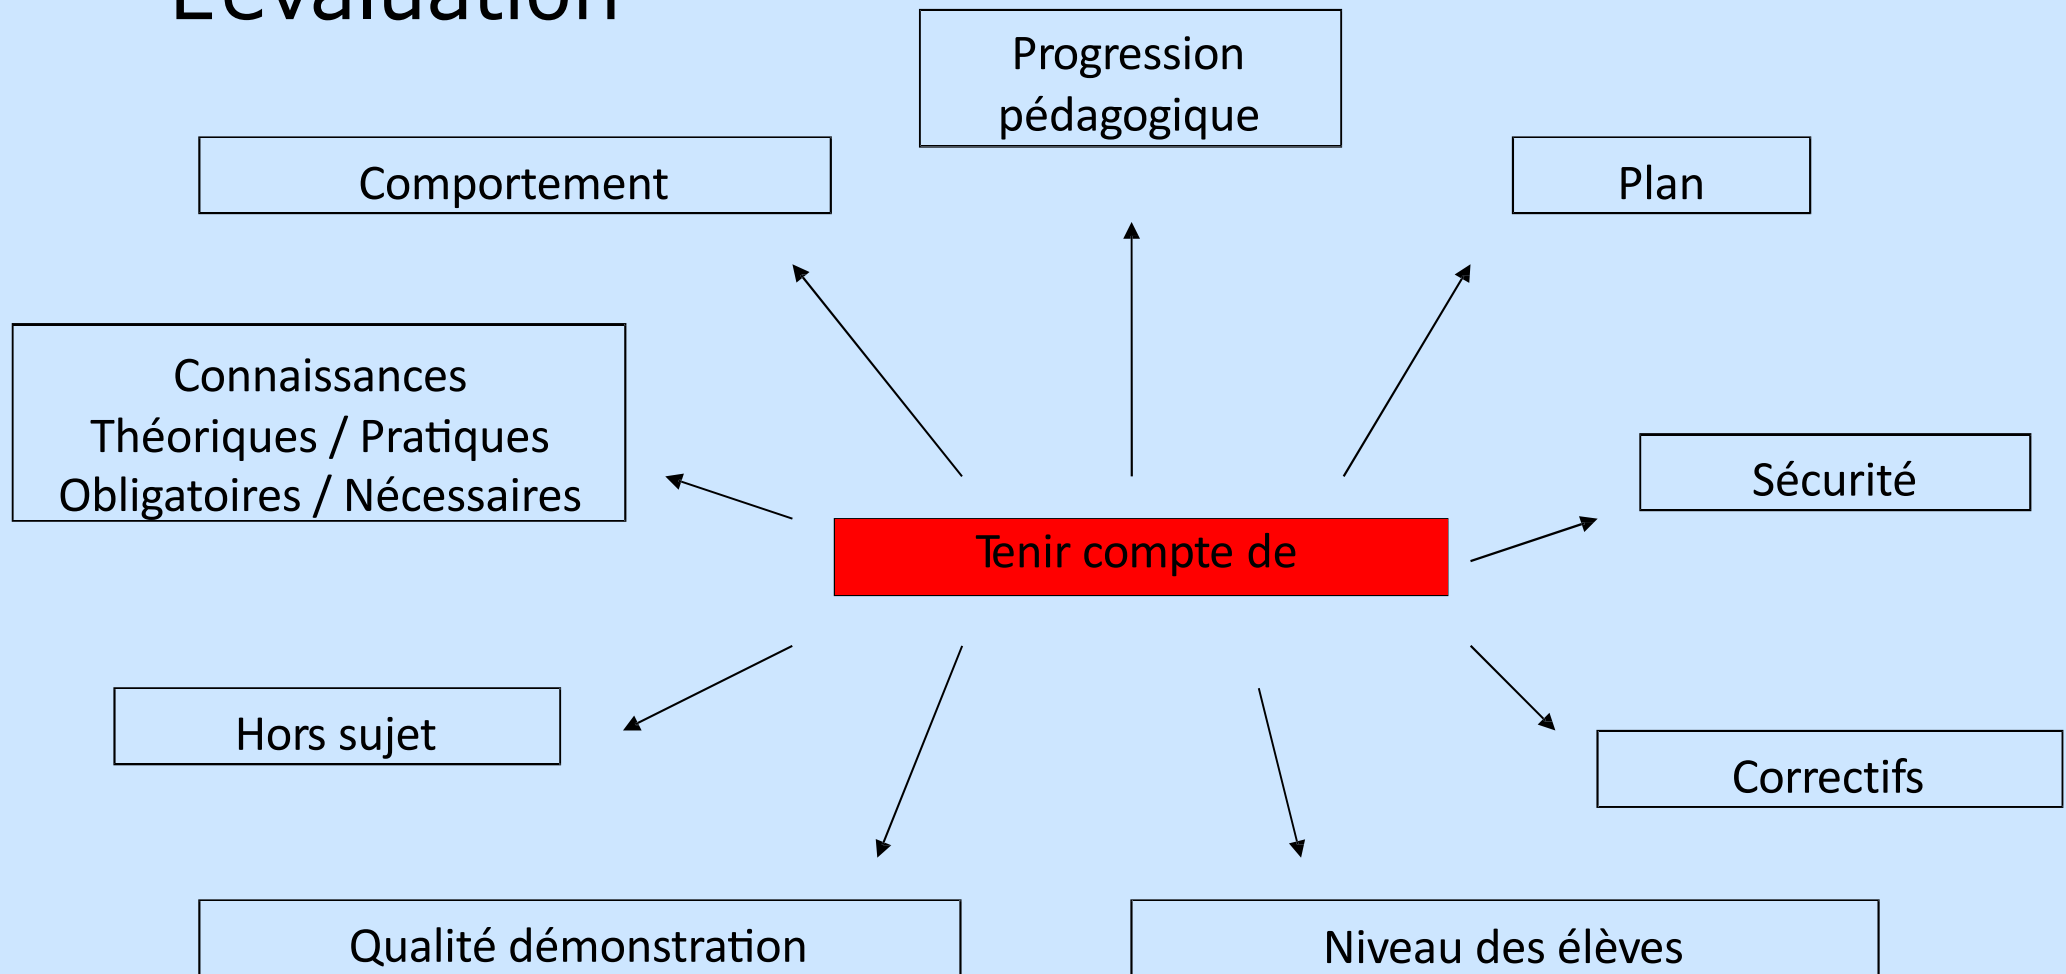 L'évaluation
Progression
pédagogique
Comportement
Plan
Connaissances
Théoriques / Pratiques
Obligatoires / Nécessaires
Sécurité
Tenir compte de
Hors sujet
Correctifs
Qualité démonstration
Niveau des élèves